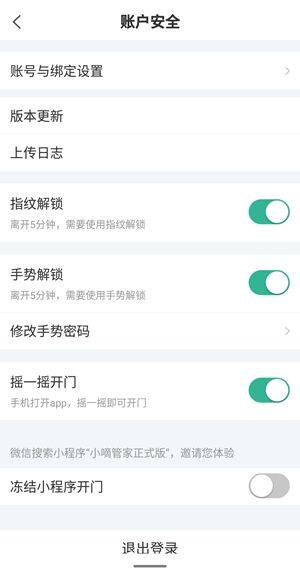 账户安全
账号与绑定设置
版本更新
上传日志
指纹解锁
离开5分钟，需要使用指纹解锁
手势解锁
离开5分钟，需要使用手势解锁
修改手势密码
摇一摇开门
手机打开app，摇一摇即可开门
微信搜索小程序“小嘀管家正式版”，邀请您体验
冻结小程序开门
退出登录